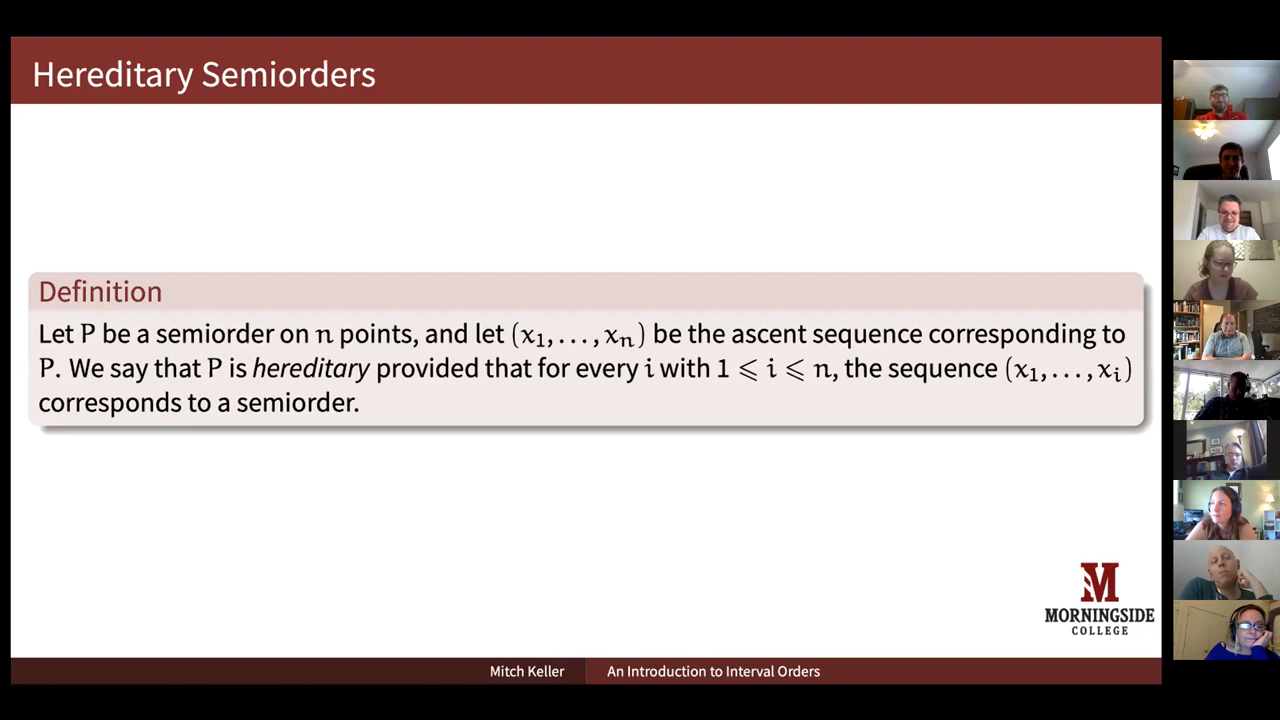 Hereditary Semiorders
Definition
Let P be a semiorder on n points, and let (x₁, . . . , xₙ) be the ascent sequence corresponding to
P. We say that P is hereditary provided that for every i with 1 ⩽ i ⩽ n, the sequence (x₁, . . . , xᵢ)
corresponds to a semiorder.
M
MORNINGSIDE
COLLEGE
Mitch Keller An Introduction to Interval Orders